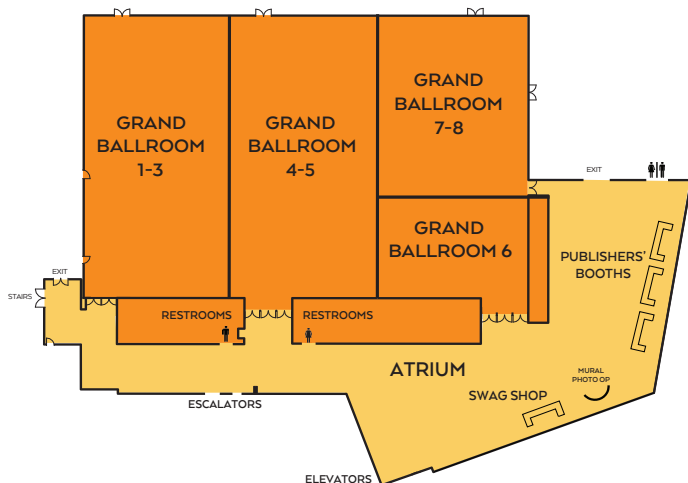 GRAND
BALLROOM
1-3
GRAND
BALLROOM
4-5
GRAND
BALLROOM
7-8
GRAND
BALLROOM 6
EXIT
PUBLISHERS'
BOOTHS
EXIT
STAIRS
RESTROOMS
RESTROOMS
ATRIUM
MURAL
PHOTO OP
SWAG SHOP
ESCALATORS
ELEVATORS